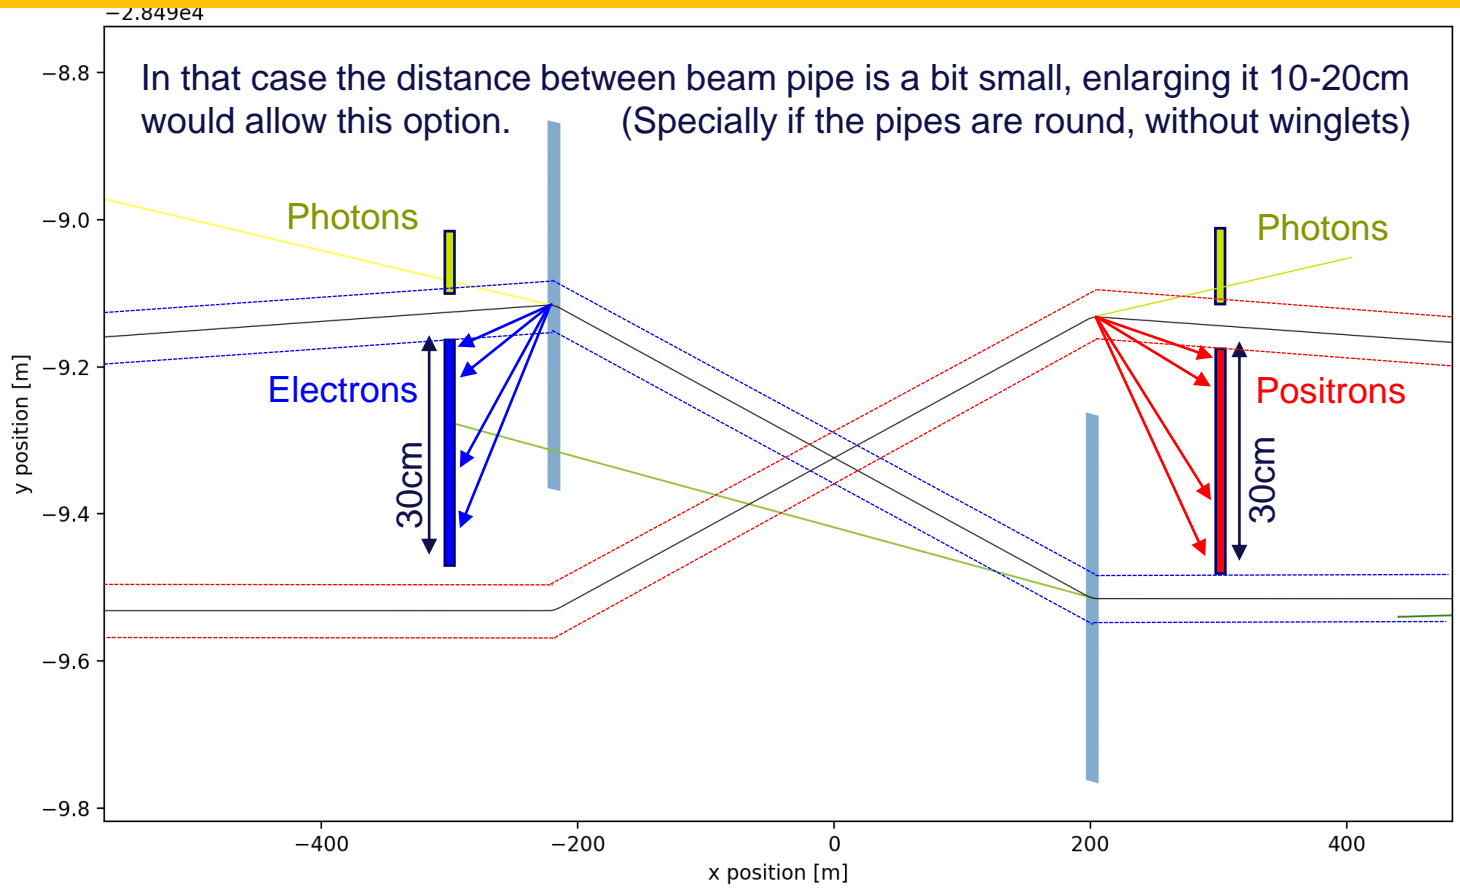 −2.849e4
In that case the distance between beam pipe is a bit small, enlarging it 10-20cm
would allow this option. (Specially if the pipes are round, without winglets)
Photons
Photons
Electrons
Positrons
30cm
30cm
y position [m]
−8.8
−9.0
−9.2
−9.4
−9.6
−9.8
−400
−200
0
200
400
x position [m]